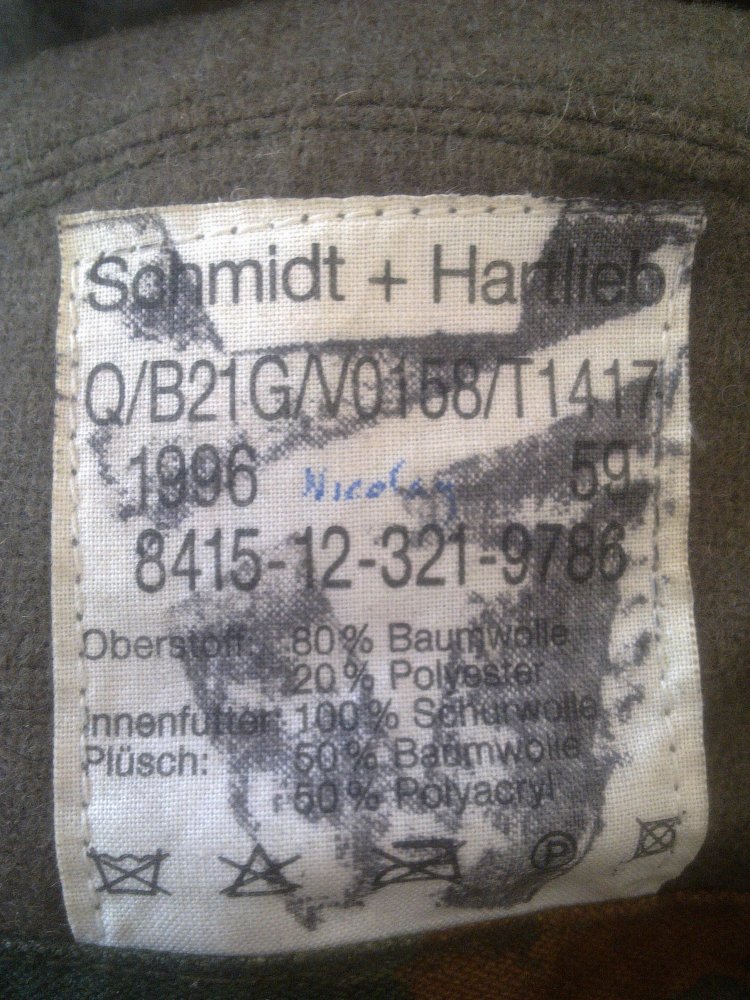 Schmidt + Hartlieb
Q/B21G/V0158/T1417
1996 Nicolay 59
8415-12-321-9786
Oberstoff: 80% Baumwolle
20% Polyester
Innenfutter: 100% Schurwolle
Plüsch: 50% Baumwolle
50% Polyacryl
P